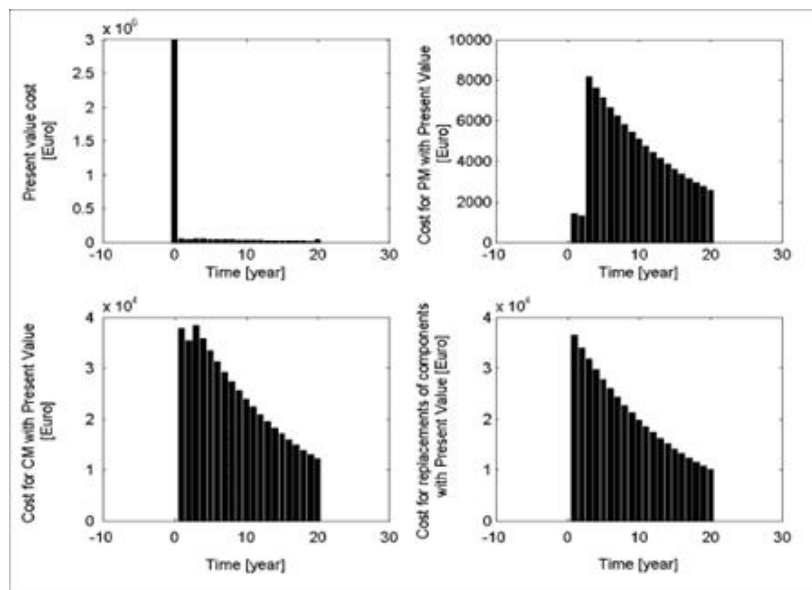 x 10⁶
3
2.5
2
1.5
1
0.5
0
-10
0
10
20
30
Time [year]
Present value cost
[Euro]
10000
8000
6000
4000
2000
0
-10
0
10
20
30
Time [year]
Cost for PM with Present Value
[Euro]
x 10⁴
4
3
2
1
0
-10
0
10
20
30
Time [year]
Cost for CM with Present Value
[Euro]
x 10⁴
4
3
2
1
0
-10
0
10
20
30
Time [year]
Cost for replacements of components
with Present Value [Euro]